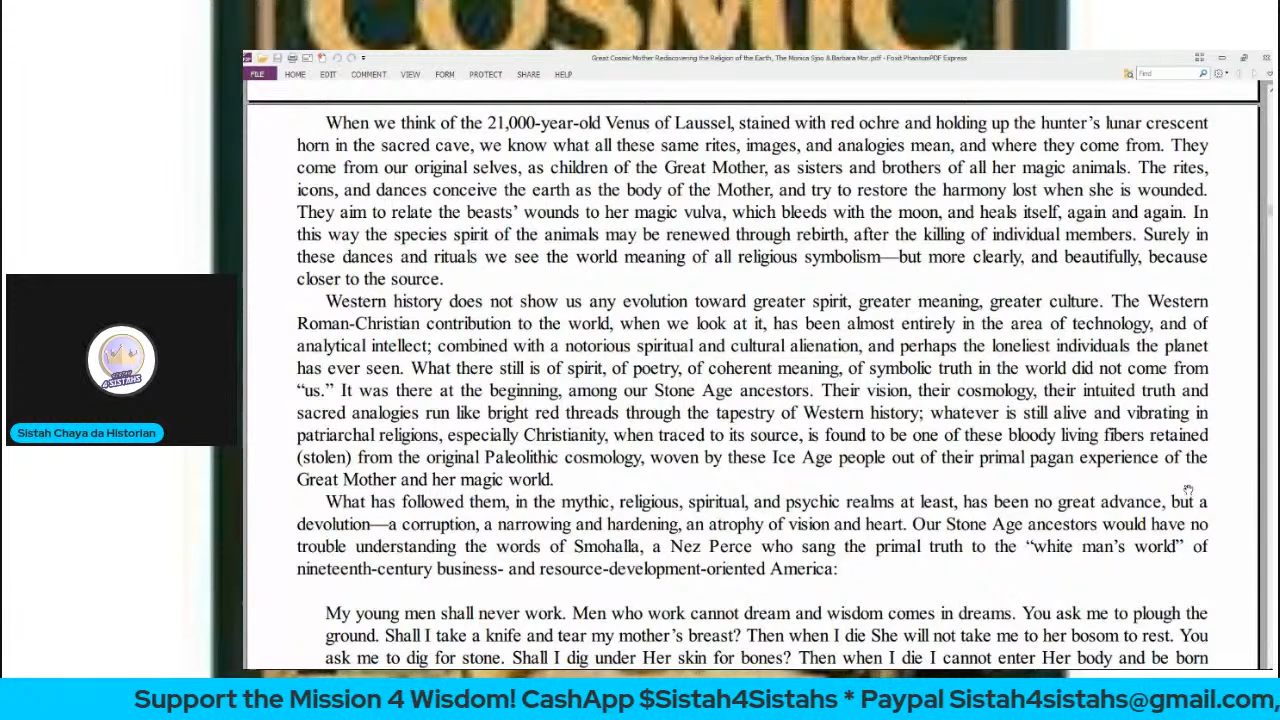 COSMIC
Great Cosmic Mother Rediscovering the Religion of the Earth, The Monica Sjoo & Barbara Mor.pdf - Foxit PhantomPDF Express
FILE HOME EDIT COMMENT VIEW FORM PROTECT SHARE HELP
Find
When we think of the 21,000-year-old Venus of Laussel, stained with red ochre and holding up the hunter’s lunar crescent
horn in the sacred cave, we know what all these same rites, images, and analogies mean, and where they come from. They
come from our original selves, as children of the Great Mother, as sisters and brothers of all her magic animals. The rites,
icons, and dances conceive the earth as the body of the Mother, and try to restore the harmony lost when she is wounded.
They aim to relate the beasts’ wounds to her magic vulva, which bleeds with the moon, and heals itself, again and again. In
this way the species spirit of the animals may be renewed through rebirth, after the killing of individual members. Surely in
these dances and rituals we see the world meaning of all religious symbolism—but more clearly, and beautifully, because
closer to the source.
Western history does not show us any evolution toward greater spirit, greater meaning, greater culture. The Western
Roman-Christian contribution to the world, when we look at it, has been almost entirely in the area of technology, and of
analytical intellect; combined with a notorious spiritual and cultural alienation, and perhaps the loneliest individuals the planet
has ever seen. What there still is of spirit, of poetry, of coherent meaning, of symbolic truth in the world did not come from
“us.” It was there at the beginning, among our Stone Age ancestors. Their vision, their cosmology, their intuited truth and
sacred analogies run like bright red threads through the tapestry of Western history; whatever is still alive and vibrating in
patriarchal religions, especially Christianity, when traced to its source, is found to be one of these bloody living fibers retained
(stolen) from the original Paleolithic cosmology, woven by these Ice Age people out of their primal pagan experience of the
Great Mother and her magic world.
What has followed them, in the mythic, religious, spiritual, and psychic realms at least, has been no great advance, but a
devolution—a corruption, a narrowing and hardening, an atrophy of vision and heart. Our Stone Age ancestors would have no
trouble understanding the words of Smohalla, a Nez Perce who sang the primal truth to the “white man’s world” of
nineteenth-century business- and resource-development-oriented America:
My young men shall never work. Men who work cannot dream and wisdom comes in dreams. You ask me to plough the
ground. Shall I take a knife and tear my mother’s breast? Then when I die She will not take me to her bosom to rest. You
ask me to dig for stone. Shall I dig under Her skin for bones? Then when I die I cannot enter Her body and be born
4 SISTAHS
Sistah Chaya da Historian
Support the Mission 4 Wisdom! CashApp $Sistah4Sistahs * Paypal Sistah4sistahs@gmail.com,